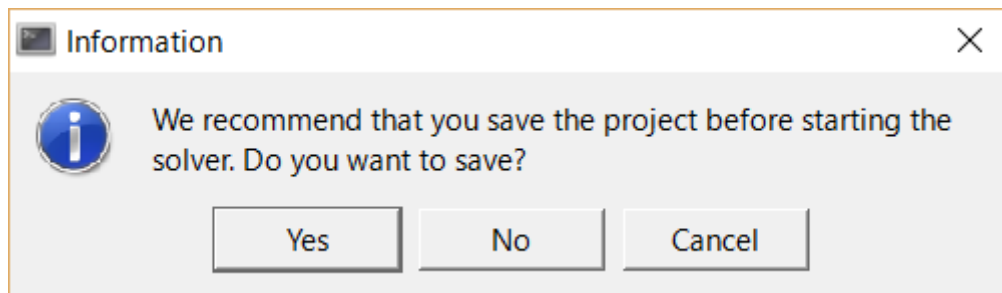 Information
We recommend that you save the project before starting the
solver. Do you want to save?
Yes No Cancel